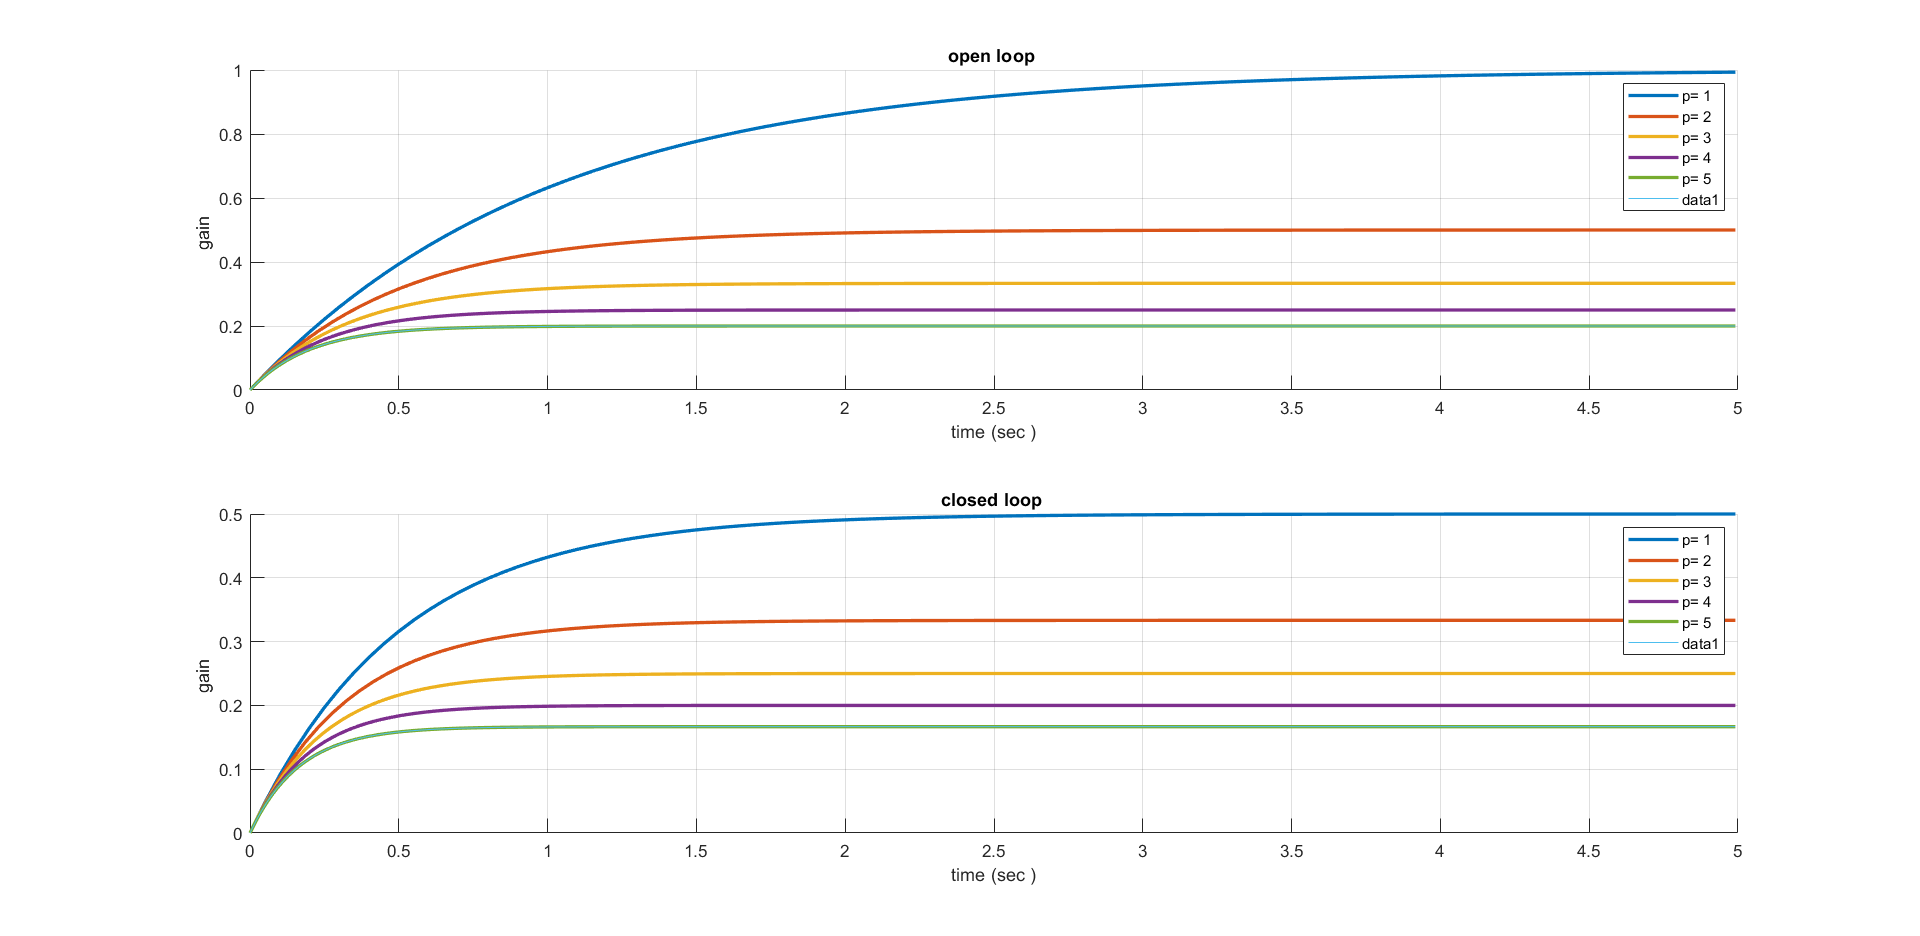 open loop
1
0.8
0.6
0.4
0.2
0
gain
p= 1
p= 2
p= 3
p= 4
p= 5
data1
0 0.5 1 1.5 2 2.5 3 3.5 4 4.5 5
time (sec )
closed loop
0.5
0.4
0.3
0.2
0.1
0
gain
p= 1
p= 2
p= 3
p= 4
p= 5
data1
0 0.5 1 1.5 2 2.5 3 3.5 4 4.5 5
time (sec )